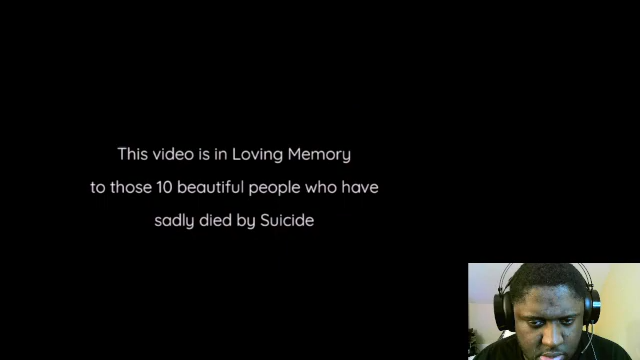 This video is in Loving Memory
to those 10 beautiful people who have
sadly died by Suicide